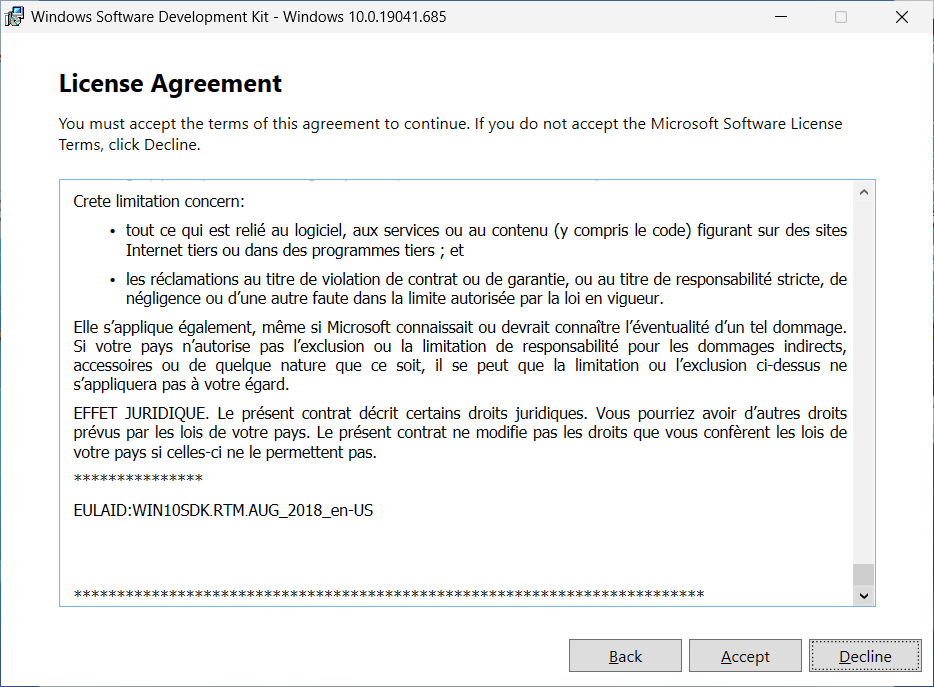 Windows Software Development Kit - Windows 10.0.19041.685
License Agreement
You must accept the terms of this agreement to continue. If you do not accept the Microsoft Software License
Terms, click Decline.
Crete limitation concern:
• tout ce qui est relié au logiciel, aux services ou au contenu (y compris le code) figurant sur des sites
Internet tiers ou dans des programmes tiers ; et
• les réclamations au titre de violation de contrat ou de garantie, ou au titre de responsabilité stricte, de
négligence ou d’une autre faute dans la limite autorisée par la loi en vigueur.
Elle s’applique également, même si Microsoft connaissait ou devrait connaître l’éventualité d’un tel dommage.
Si votre pays n’autorise pas l’exclusion ou la limitation de responsabilité pour les dommages indirects,
accessoires ou de quelque nature que ce soit, il se peut que la limitation ou l’exclusion ci-dessus ne
s’appliquera pas à votre égard.
EFFET JURIDIQUE. Le présent contrat décrit certains droits juridiques. Vous pourriez avoir d’autres droits
prévus par les lois de votre pays. Le présent contrat ne modifie pas les droits que vous confèrent les lois de
votre pays si celles-ci ne le permettent pas.
***************
EULAID:WIN10SDK.RTM.AUG_2018_en-US
*************************************************************************
Back
Accept
Decline